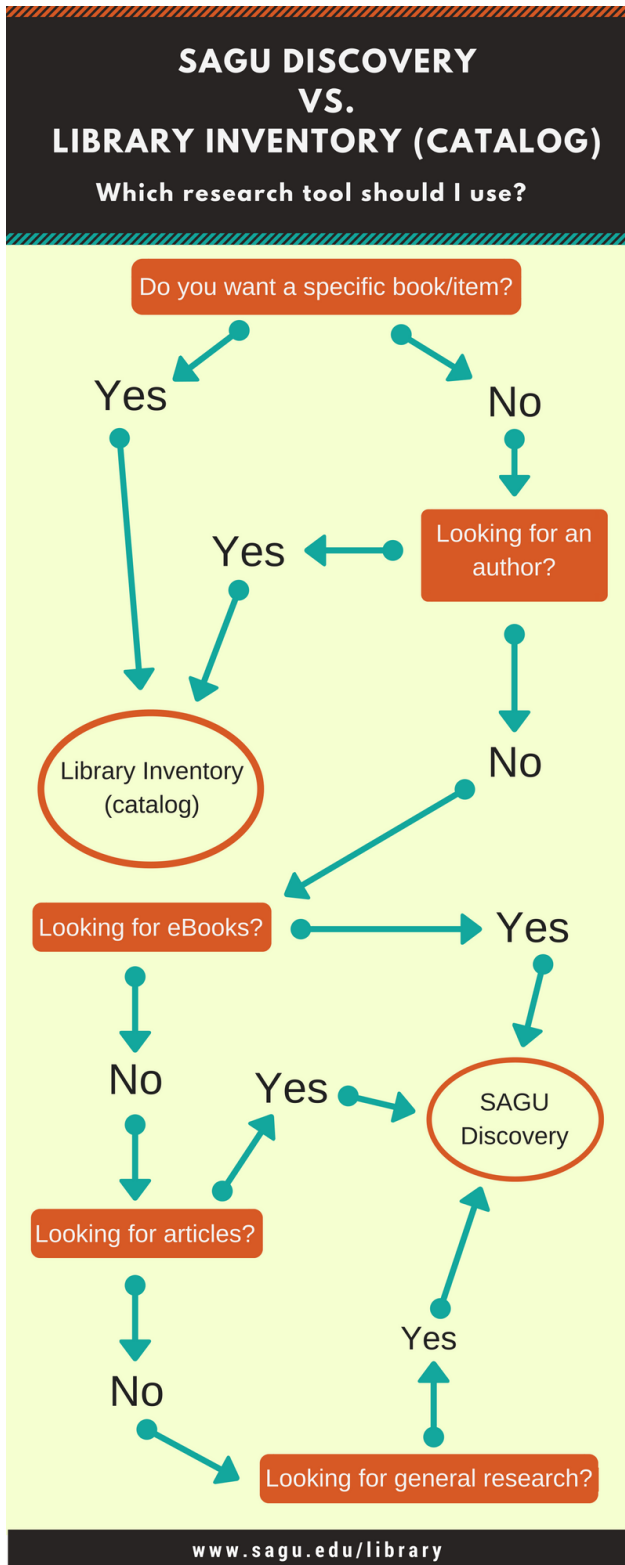 SAGU DISCOVERY
VS.
LIBRARY INVENTORY (CATALOG)
Which research tool should I use?
Do you want a specific book/item?
Yes
No
Looking for an
author?
Yes
No
Library Inventory
(catalog)
Looking for eBooks?
Yes
No
Yes
SAGU
Discovery
Looking for articles?
Yes
No
Looking for general research?
www.sagu.edu/library